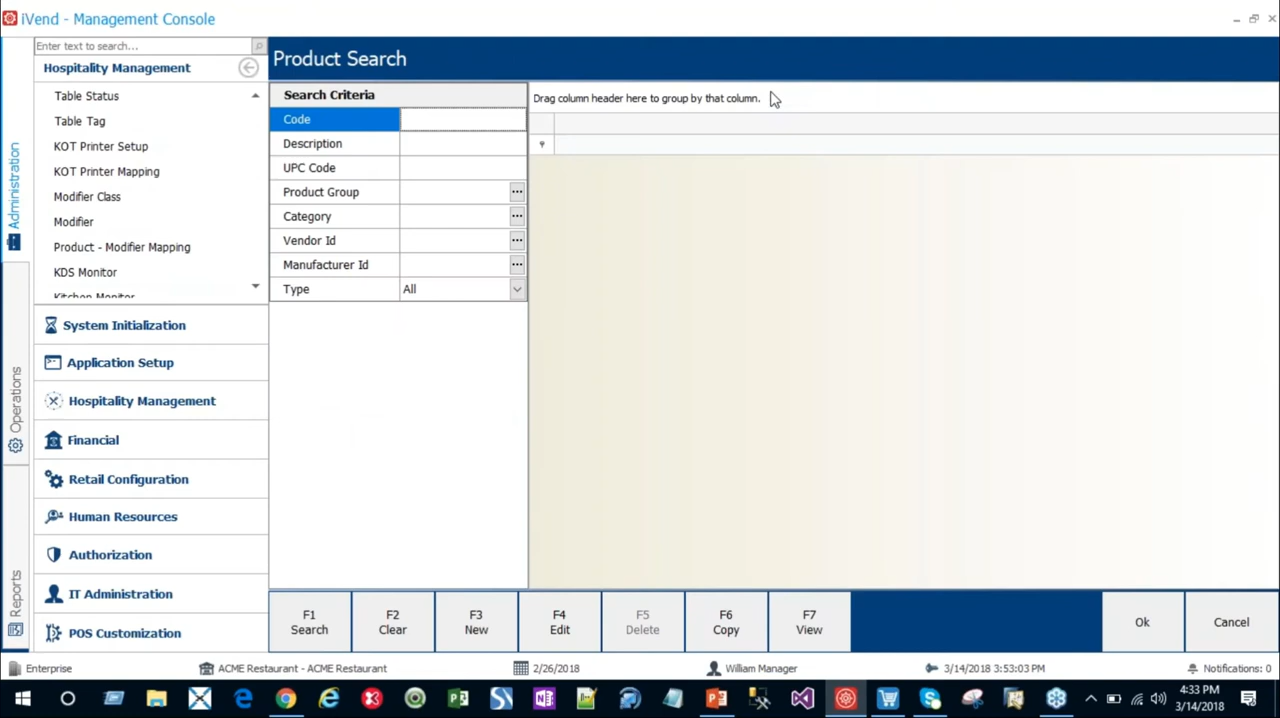 iVend - Management Console
Enter text to search...
Hospitality Management
Table Status
Table Tag
KOT Printer Setup
KOT Printer Mapping
Modifier Class
Modifier
Product - Modifier Mapping
KDS Monitor
Kitchen Monitor
System Initialization
Application Setup
Hospitality Management
Financial
Retail Configuration
Human Resources
Authorization
IT Administration
POS Customization
Administration
Operations
Reports
Product Search
Search Criteria
Code
Description
UPC Code
Product Group
Category
Vendor Id
Manufacturer Id
Type All
Drag column header here to group by that column.
F1 Search
F2 Clear
F3 New
F4 Edit
F5 Delete
F6 Copy
F7 View
Ok
Cancel
Enterprise
ACME Restaurant - ACME Restaurant
2/26/2018
William Manager
3/14/2018 3:53:03 PM
Notifications: 0
4:33 PM
3/14/2018